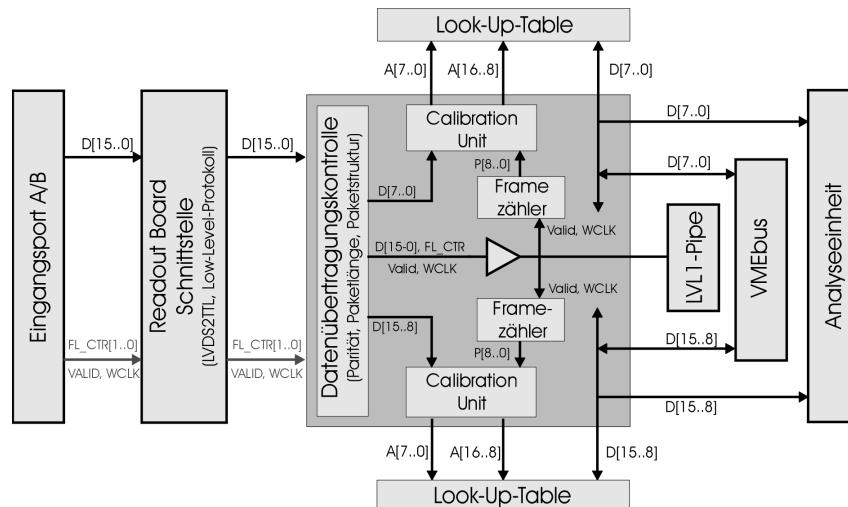 Look-Up-Table
A[7..0]
A[16..8]
D[7..0]
Eingangsport A/B
D[15..0]
FL_CTR[1..0]
VALID, WCLK
Readout Board
Schnittstelle
(LVDS2TTL, Low-Level-Protokoll)
D[15..0]
FL_CTR[1..0]
VALID, WCLK
Datenübertragungskontrolle
(Parität, Paketlänge, Paketstruktur)
Calibration
Unit
D[7..0]
P[8..0]
Frame
zähler
Valid, WCLK
D[15-0], FL_CTR
Valid, WCLK
Valid, WCLK
Frame-
zähler
D[15..8]
P[8..0]
Calibration
Unit
D[7..0]
D[7..0]
LVL1-Pipe
VMEbus
D[15..8]
D[15..8]
Analyseeinheit
A[7..0]
A[16..8]
D[15..8]
Look-Up-Table